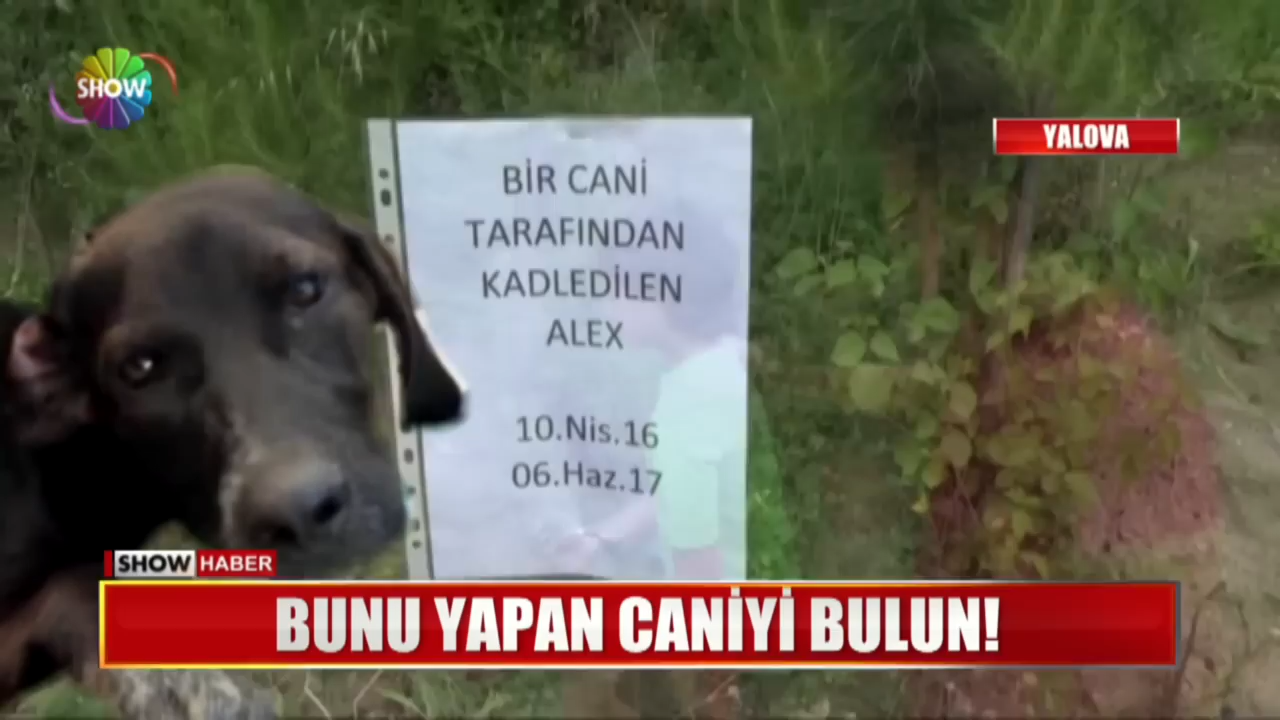 SHOW
YALOVA
BİR CANİ
TARAFINDAN
KADLEDİLEN
ALEX
10.Nis.16
06.Haz.17
SHOW HABER
BUNU YAPAN CANİYİ BULUN!